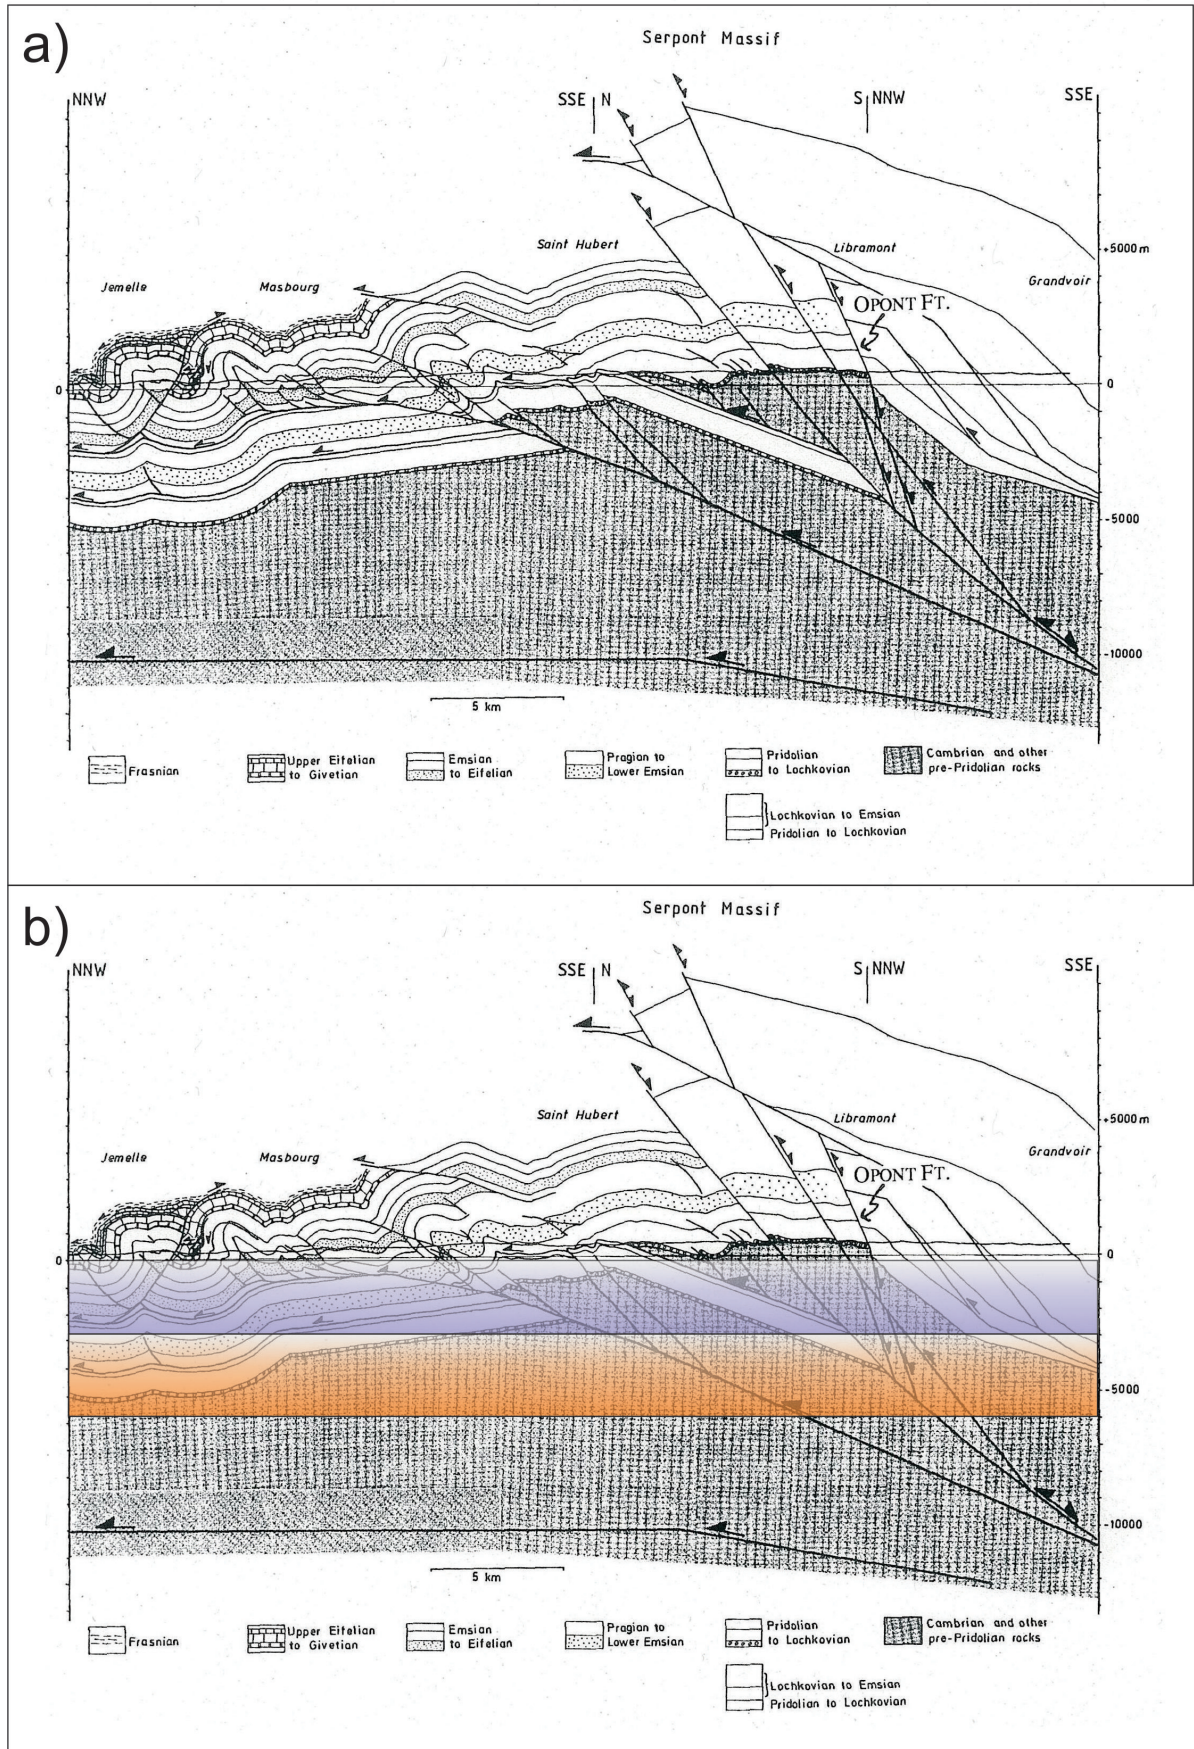 a)
Serpont Massif
NNW
SSE
N
S
NNW
SSE
+5000m
Saint Hubert
Libramont
Grandvoir
Jemelle
Masbourg
OPONT FT.
0
0
-5000
-10000
5 km
Frasnian
Upper Eifelian
to Givetian
Emsian
to Eifelian
Pragian to
Lower Emsian
Pridolian
to Lochkovian
Cambrian and other
pre-Pridolian rocks
Lochkovian to Emsian
Pridolian to Lochkovian
b)
Serpont Massif
NNW
SSE
N
S
NNW
SSE
+5000m
Saint Hubert
Libramont
Grandvoir
Jemelle
Masbourg
OPONT FT.
0
0
-5000
-10000
5 km
Frasnian
Upper Eifelian
to Givetian
Emsian
to Eifelian
Pragian to
Lower Emsian
Pridolian
to Lochkovian
Cambrian and other
pre-Pridolian rocks
Lochkovian to Emsian
Pridolian to Lochkovian